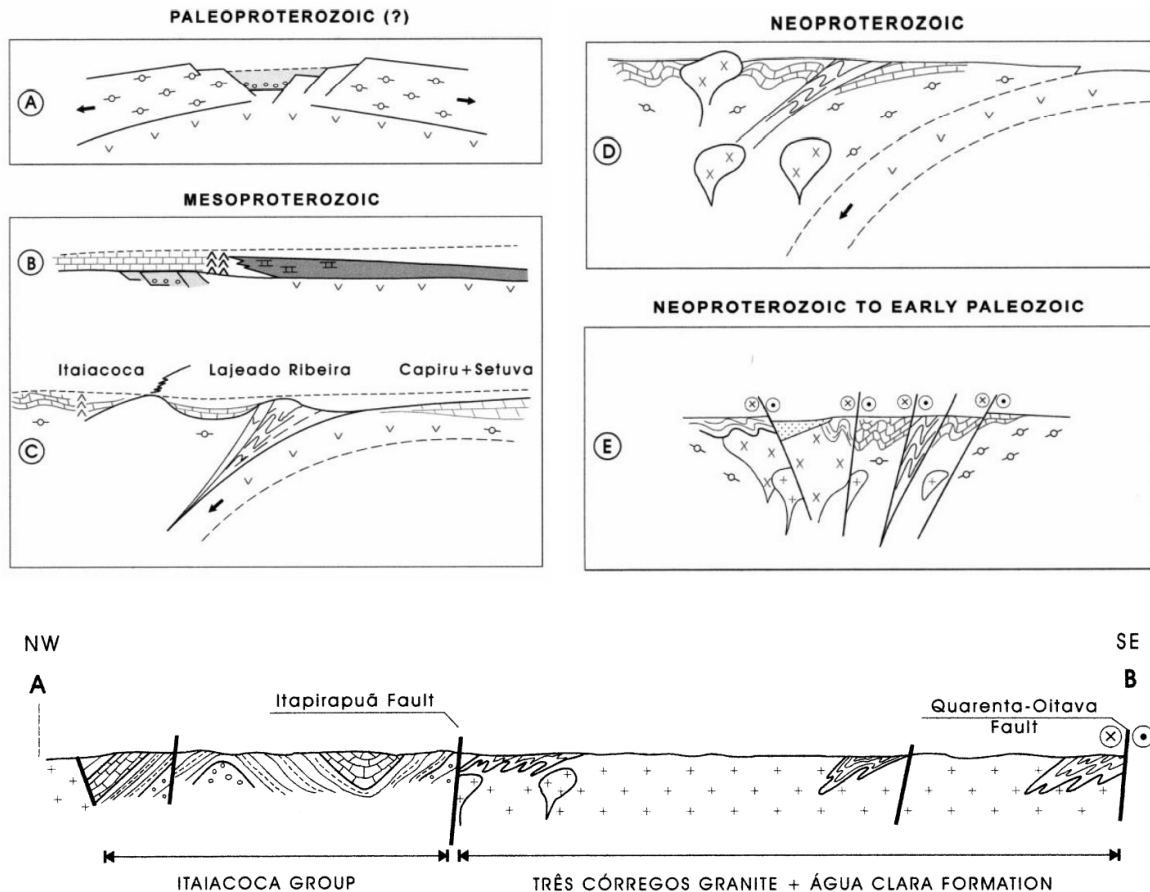 PALEOPROTEROZOIC (?)
A
MESOPROTEROZOIC
B
Itaiacoca
Lajeado Ribeira
Capiru+Setuva
C
NEOPROTEROZOIC
D
NEOPROTEROZOIC TO EARLY PALEOZOIC
E
NW
SE
A
B
Itapirapuã Fault
Quarenta-Oitava
Fault
ITAIACOCA GROUP
TRÊS CÓRREGOS GRANITE + ÁGUA CLARA FORMATION